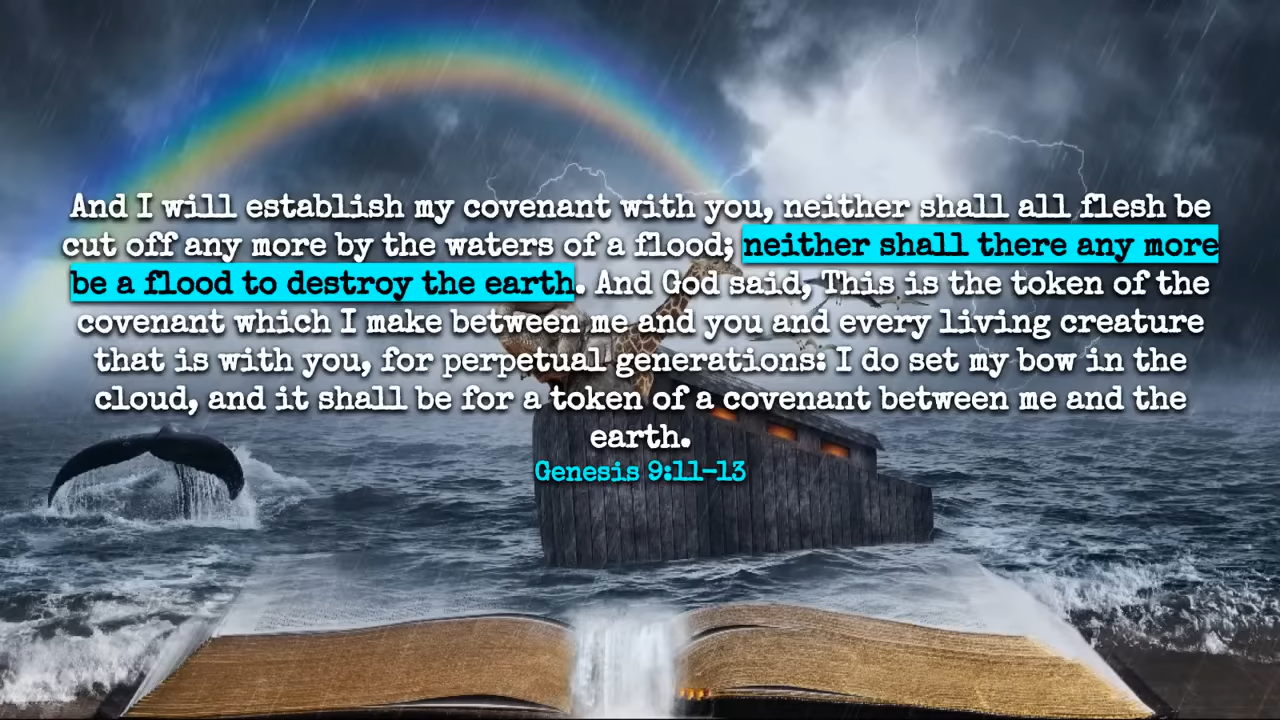 And I will establish my covenant with you, neither shall all flesh be
cut off any more by the waters of a flood; neither shall there any more
be a flood to destroy the earth. And God said, This is the token of the
covenant which I make between me and you and every living creature
that is with you, for perpetual generations: I do set my bow in the
cloud, and it shall be for a token of a covenant between me and the
earth.
Genesis 9:11-13